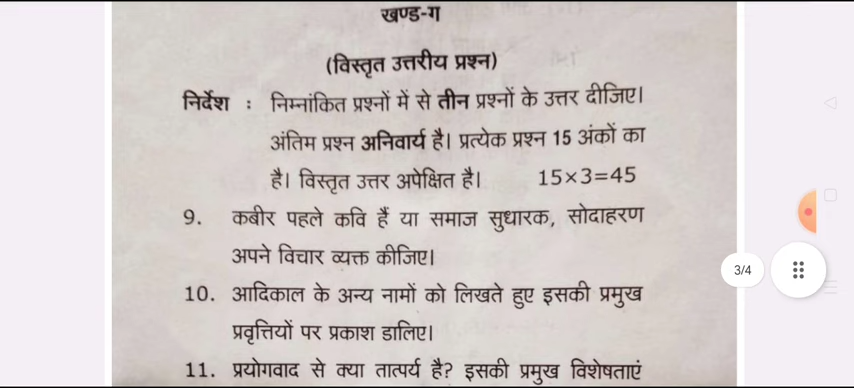 खण्ड-ग
(विस्तृत उत्तरीय प्रश्न)
निर्देश : निम्नांकित प्रश्नों में से तीन प्रश्नों के उत्तर दीजिए।
अंतिम प्रश्न अनिवार्य है। प्रत्येक प्रश्न 15 अंकों का
है। विस्तृत उत्तर अपेक्षित है। 15×3=45
9. कबीर पहले कवि हैं या समाज सुधारक, सोदाहरण
अपने विचार व्यक्त कीजिए।
3/4
10. आदिकाल के अन्य नामों को लिखते हुए इसकी प्रमुख
प्रवृत्तियों पर प्रकाश डालिए।
11. प्रयोगवाद से क्या तात्पर्य है? इसकी प्रमुख विशेषताएं